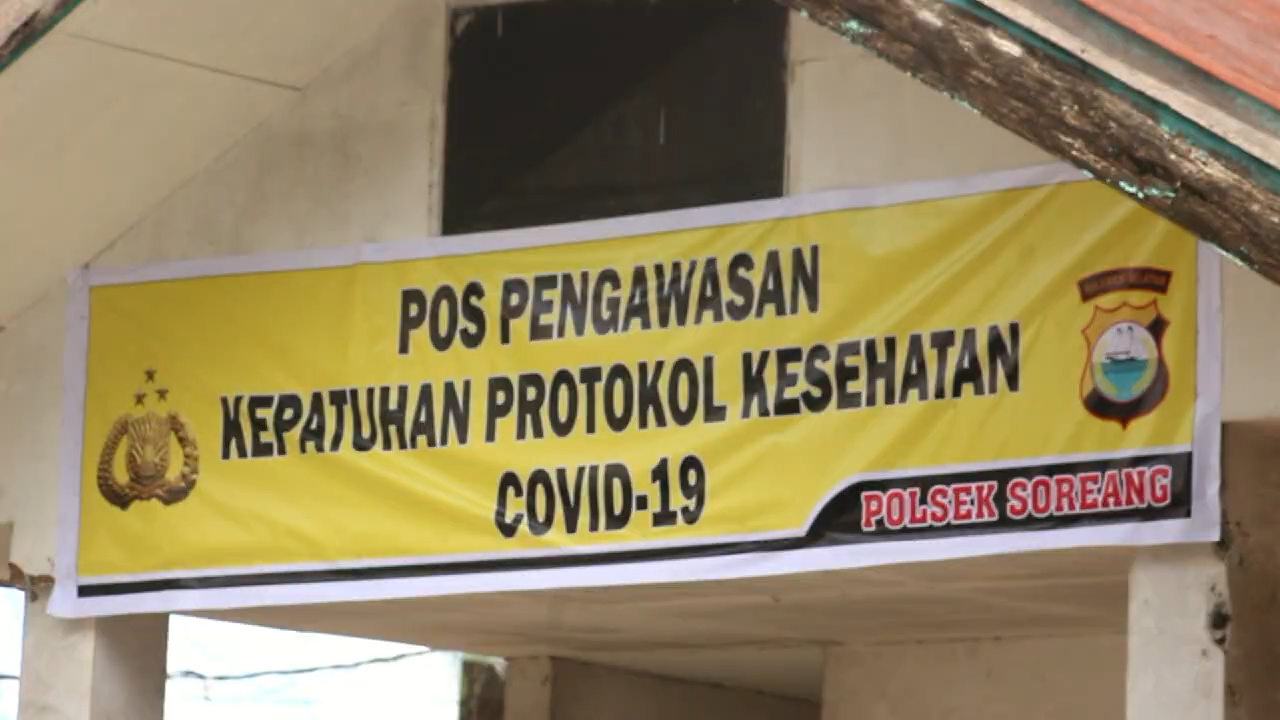 POS PENGAWASAN
KEPATUHAN PROTOKOL KESEHATAN
COVID-19
POLSEK SOREANG